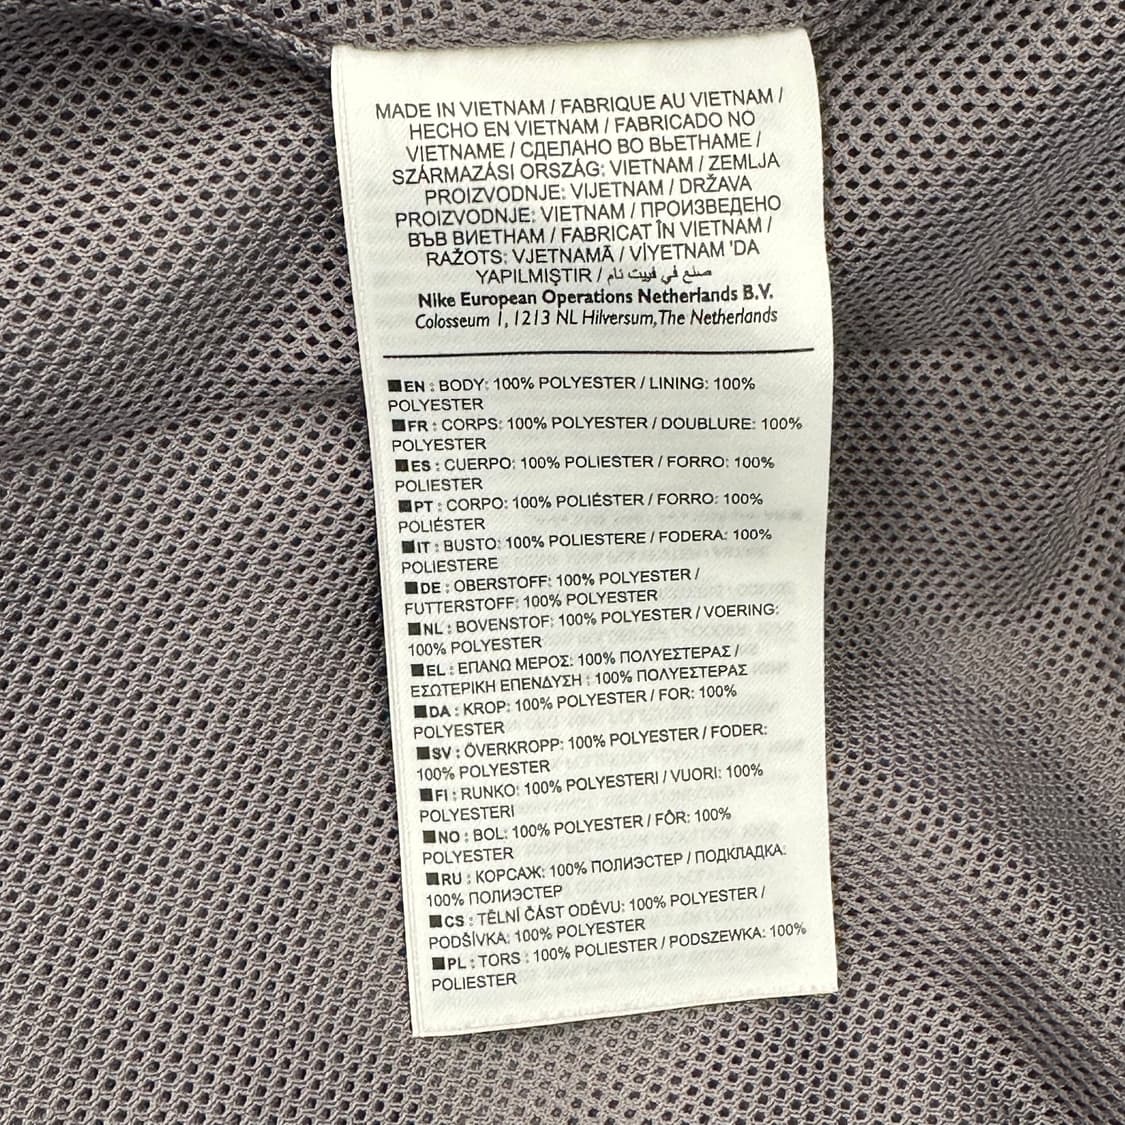 MADE IN VIETNAM / FABRIQUE AU VIETNAM /
HECHO EN VIETNAM / FABRICADO NO
VIETNAME / СДЕЛАНО ВО ВЬЕТНАМЕ /
SZÁRMAZÁSI ORSZÁG: VIETNAM / ZEMLJA
PROIZVODNJE: VIJETNAM / DRŽAVA
PROIZVODNJE: VIETNAM / ПРОИЗВЕДЕНО
ВЪВ ВИЕТНАМ / FABRICAT ÎN VIETNAM /
RAŽOTS: VJETNAMĀ / VİYETNAM 'DA
YAPILMIŞTIR / صنع في فييت نام
Nike European Operations Netherlands B.V.
Colosseum 1, 1213 NL Hilversum, The Netherlands
EN : BODY: 100% POLYESTER / LINING: 100%
POLYESTER
FR : CORPS: 100% POLYESTER / DOUBLURE: 100%
POLYESTER
ES : CUERPO: 100% POLIESTER / FORRO: 100%
POLIESTER
PT : CORPO: 100% POLIÉSTER / FORRO: 100%
POLIÉSTER
IT : BUSTO: 100% POLIESTERE / FODERA: 100%
POLIESTERE
DE : OBERSTOFF: 100% POLYESTER /
FUTTERSTOFF: 100% POLYESTER
NL : BOVENSTOF: 100% POLYESTER / VOERING:
100% POLYESTER
EL : ΕΠΑΝΩ ΜΕΡΟΣ: 100% ΠΟΛΥΕΣΤΕΡΑΣ /
ΕΣΩΤΕΡΙΚΗ ΕΠΕΝΔΥΣΗ : 100% ΠΟΛΥΕΣΤΕΡΑΣ
DA : KROP: 100% POLYESTER / FOR: 100%
POLYESTER
SV : ÖVERKROPP: 100% POLYESTER / FODER:
100% POLYESTER
FI : RUNKO: 100% POLYESTERI / VUORI: 100%
POLYESTERI
NO : BOL: 100% POLYESTER / FÔR: 100%
POLYESTER
RU : КОРСАЖ: 100% ПОЛИЭСТЕР / ПОДКЛАДКА:
100% ПОЛИЭСТЕР
CS : TĚLNÍ ČÁST ODĚVU: 100% POLYESTER /
PODŠÍVKA: 100% POLYESTER
PL : TORS : 100% POLIESTER / PODSZEWKA: 100%
POLIESTER